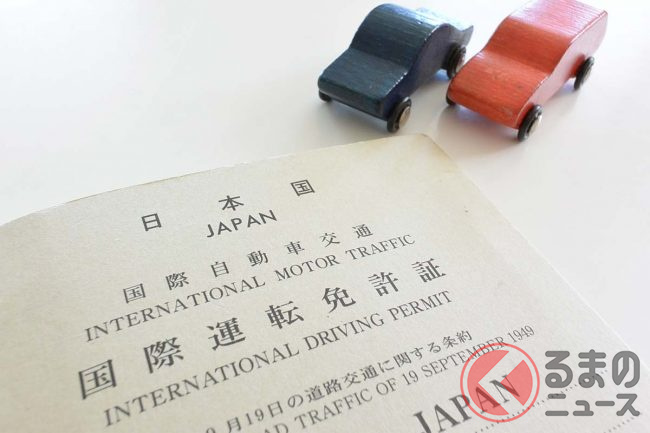 日本国
JAPAN
国際自動車交通
INTERNATIONAL MOTOR TRAFFIC
国際運転免許証
INTERNATIONAL DRIVING PERMIT
月19日の道路交通に関する条約
TRAFFIC OF 19 SEPTEMBER 1949
JAPAN
くるまの
ニュース